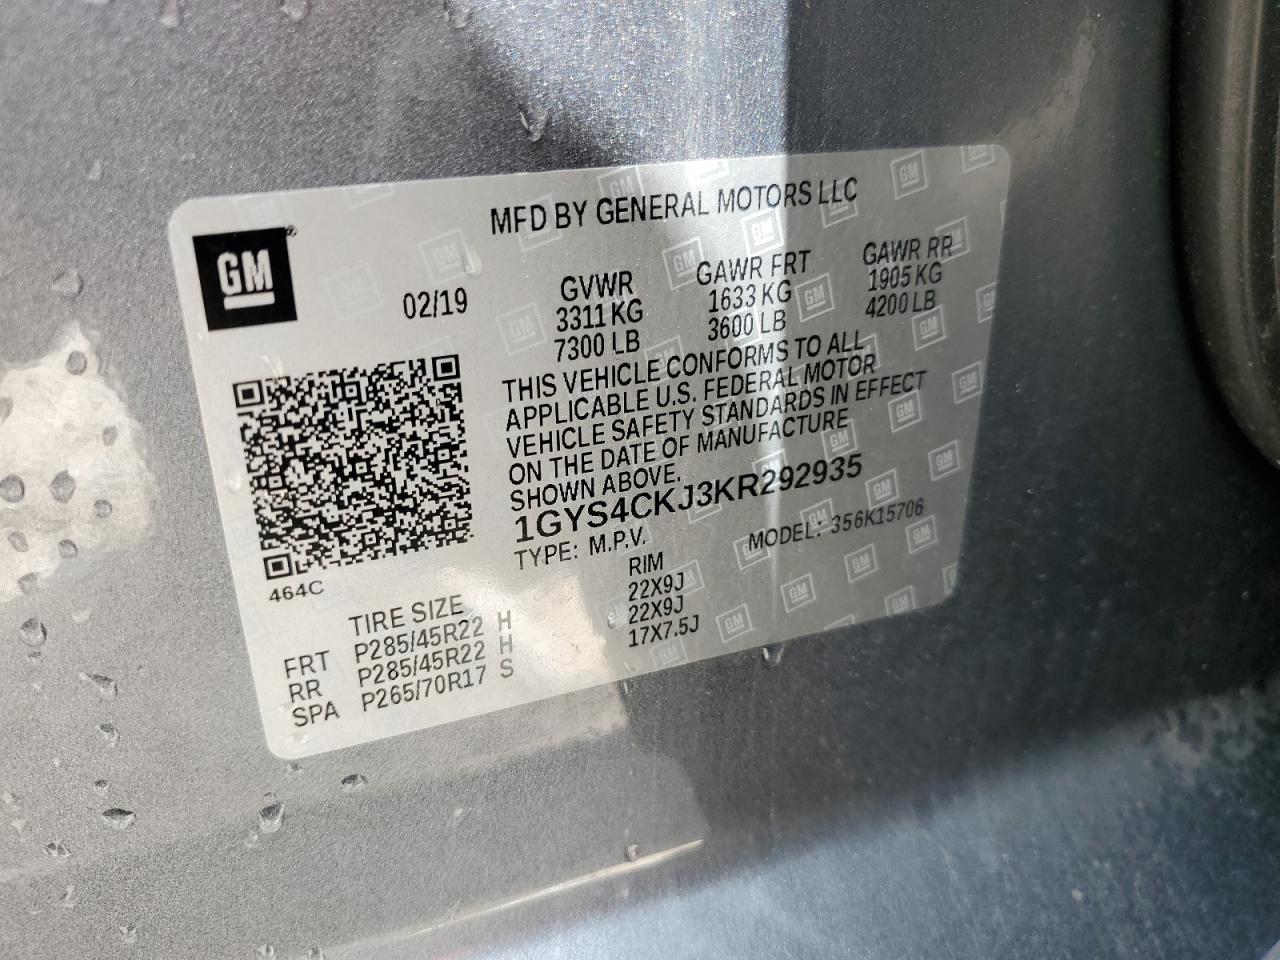 MFD BY GENERAL MOTORS LLC
GM®
02/19
GVWR GAWR FRT GAWR RR
3311 KG 1633 KG 1905 KG
7300 LB 3600 LB 4200 LB
THIS VEHICLE CONFORMS TO ALL
APPLICABLE U.S. FEDERAL MOTOR
VEHICLE SAFETY STANDARDS IN EFFECT
ON THE DATE OF MANUFACTURE
SHOWN ABOVE.
1GYS4CKJ3KR292935
TYPE: M.P.V. MODEL: 356K15706
464C
TIRE SIZE RIM
FRT P285/45R22 H 22X9J
RR P285/45R22 H 22X9J
SPA P265/70R17 S 17X7.5J